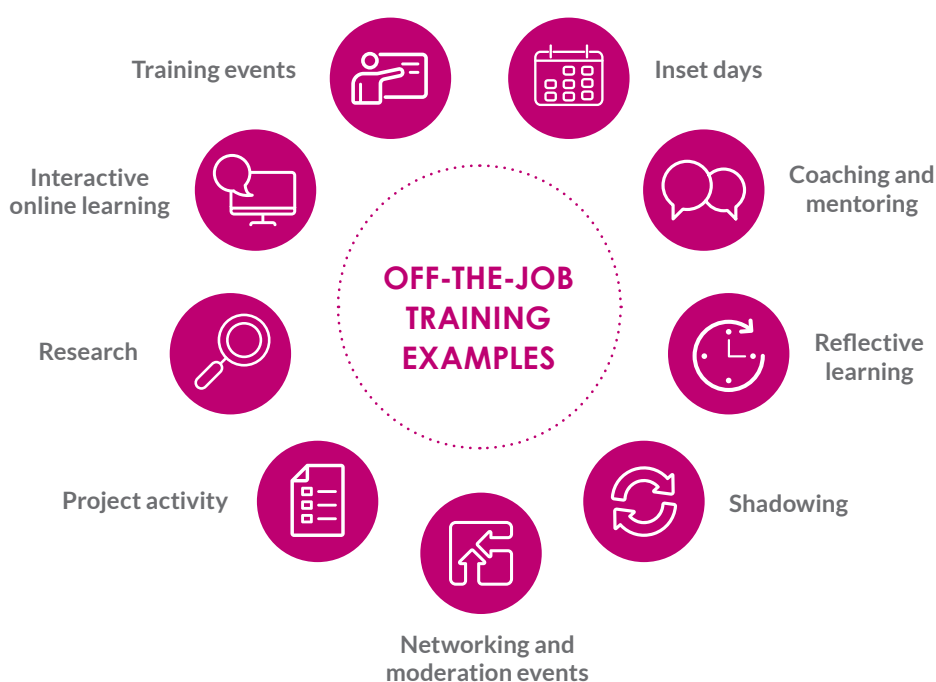 OFF-THE-JOB
TRAINING
EXAMPLES
Training events
Inset days
Coaching and
mentoring
Reflective
learning
Shadowing
Networking and
moderation events
Project activity
Research
Interactive
online learning